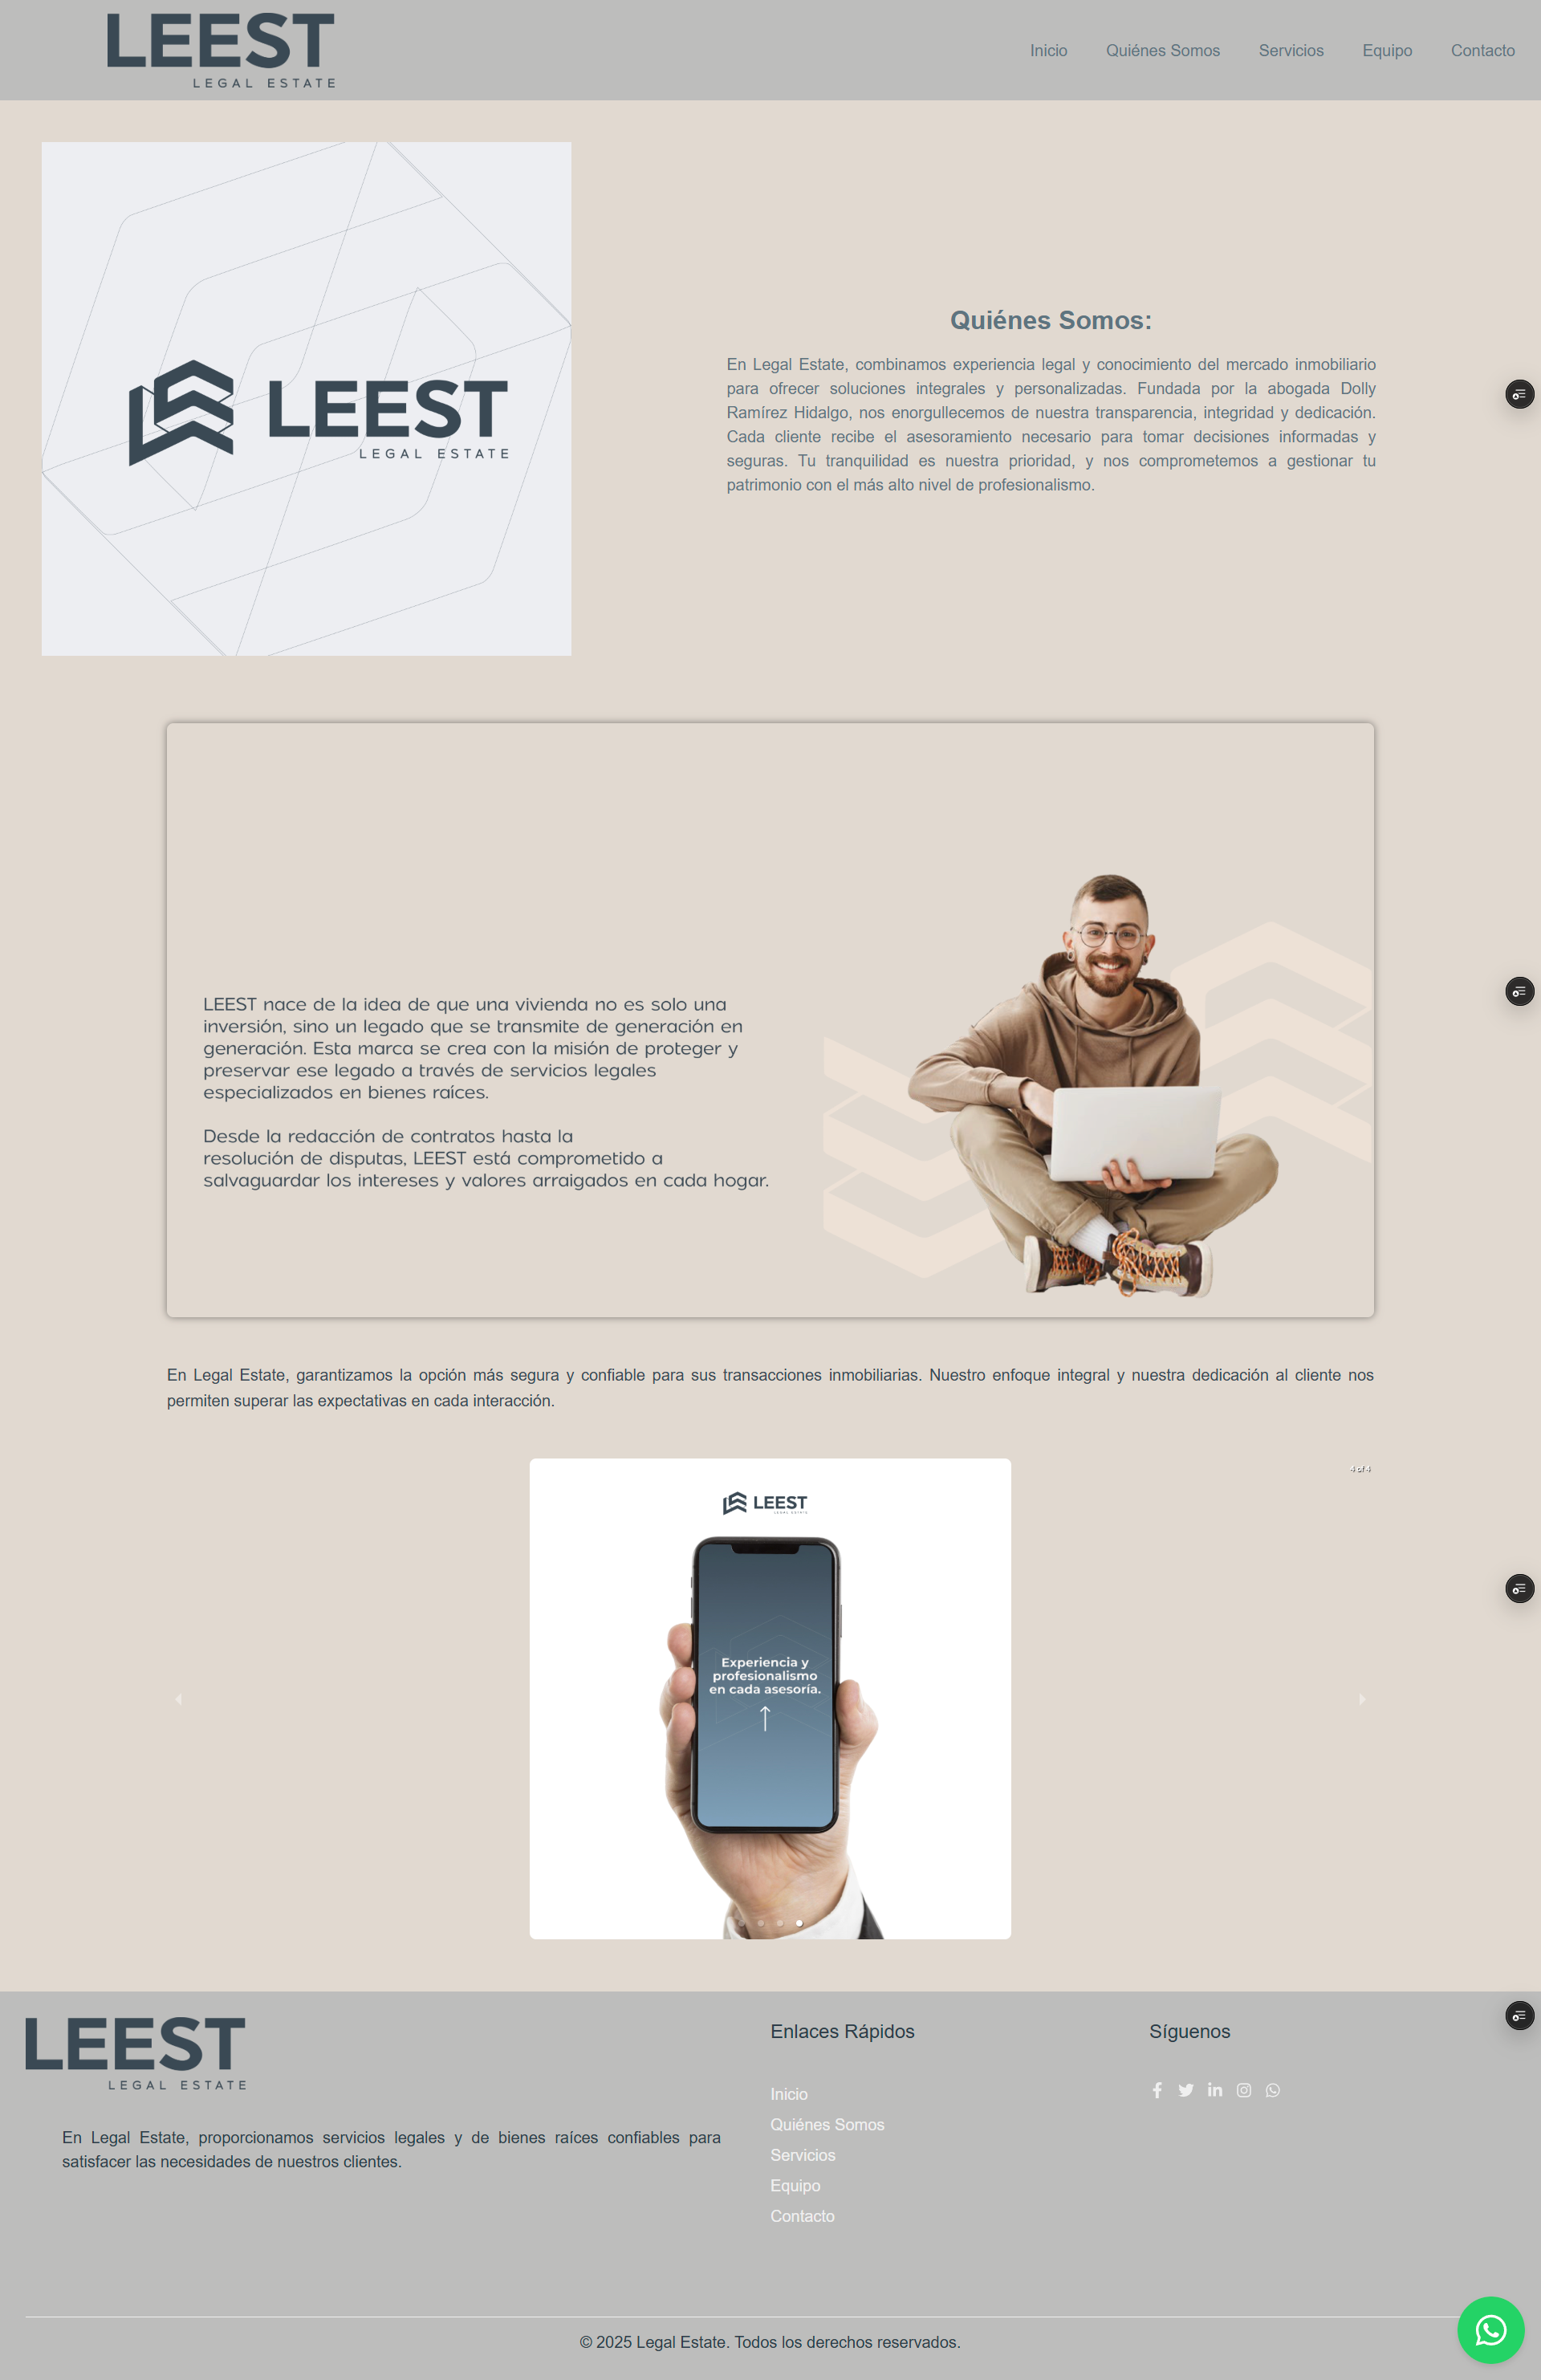 LEEST
LEGAL ESTATE
Inicio
Quiénes Somos
Servicios
Equipo
Contacto
LEEST
LEGAL ESTATE
Quiénes Somos:
En Legal Estate, combinamos experiencia legal y conocimiento del mercado inmobiliario
para ofrecer soluciones integrales y personalizadas. Fundada por la abogada Dolly
Ramírez Hidalgo, nos enorgullecemos de nuestra transparencia, integridad y dedicación.
Cada cliente recibe el asesoramiento necesario para tomar decisiones informadas y
seguras. Tu tranquilidad es nuestra prioridad, y nos comprometemos a gestionar tu
patrimonio con el más alto nivel de profesionalismo.
LEEST nace de la idea de que una vivienda no es solo una
inversión, sino un legado que se transmite de generación en
generación. Esta marca se crea con la misión de proteger y
preservar ese legado a través de servicios legales
especializados en bienes raíces.
Desde la redacción de contratos hasta la
resolución de disputas, LEEST está comprometido a
salvaguardar los intereses y valores arraigados en cada hogar.
En Legal Estate, garantizamos la opción más segura y confiable para sus transacciones inmobiliarias. Nuestro enfoque integral y nuestra dedicación al cliente nos
permiten superar las expectativas en cada interacción.
4 of 4
LEEST
LEGAL ESTATE
Experiencia y
profesionalismo
en cada asesoría.
LEEST
LEGAL ESTATE
En Legal Estate, proporcionamos servicios legales y de bienes raíces confiables para
satisfacer las necesidades de nuestros clientes.
Enlaces Rápidos
Inicio
Quiénes Somos
Servicios
Equipo
Contacto
Síguenos
© 2025 Legal Estate. Todos los derechos reservados.